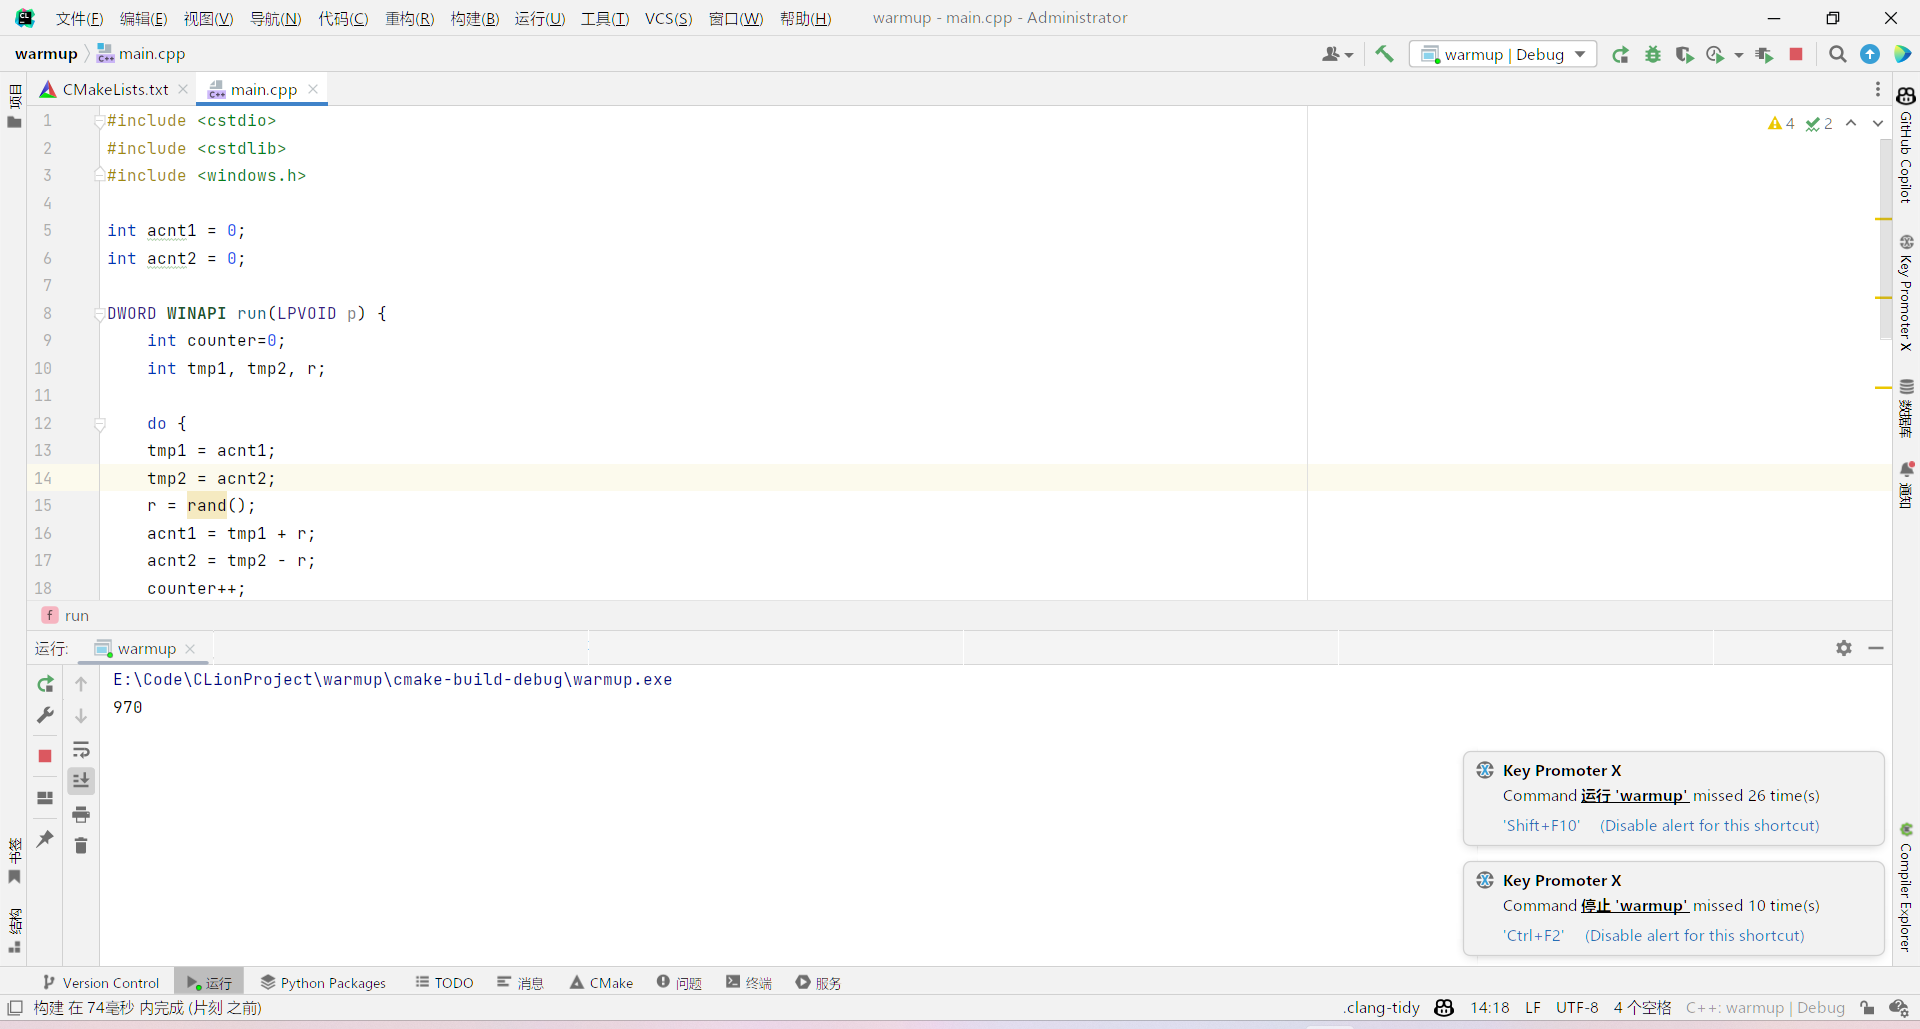 文件(F) 编辑(E) 视图(V) 导航(N) 代码(C) 重构(R) 构建(B) 运行(U) 工具(T) VCS(S) 窗口(W) 帮助(H) warmup - main.cpp - Administrator
warmup main.cpp warmup | Debug
CMakeLists.txt main.cpp
项目
1 #include <cstdio>
2 #include <cstdlib>
3 #include <windows.h>
4
5 int acnt1 = 0;
6 int acnt2 = 0;
7
8 DWORD WINAPI run(LPVOID p) {
9 int counter=0;
10 int tmp1, tmp2, r;
11
12 do {
13 tmp1 = acnt1;
14 tmp2 = acnt2;
15 r = rand();
16 acnt1 = tmp1 + r;
17 acnt2 = tmp2 - r;
18 counter++;
4 2
GitHub Copilot
Key Promoter X
数据库
通知
f run
运行: warmup
E:\Code\CLionProject\warmup\cmake-build-debug\warmup.exe
970
Key Promoter X
Command 运行 'warmup' missed 26 time(s)
'Shift+F10' (Disable alert for this shortcut)
Key Promoter X
Command 停止 'warmup' missed 10 time(s)
'Ctrl+F2' (Disable alert for this shortcut)
书签
结构
Compiler Explorer
Version Control 运行 Python Packages TODO 消息 CMake 问题 终端 服务
构建 在 74毫秒 内完成 (片刻 之前) .clang-tidy 14:18 LF UTF-8 4 个空格 C++: warmup | Debug